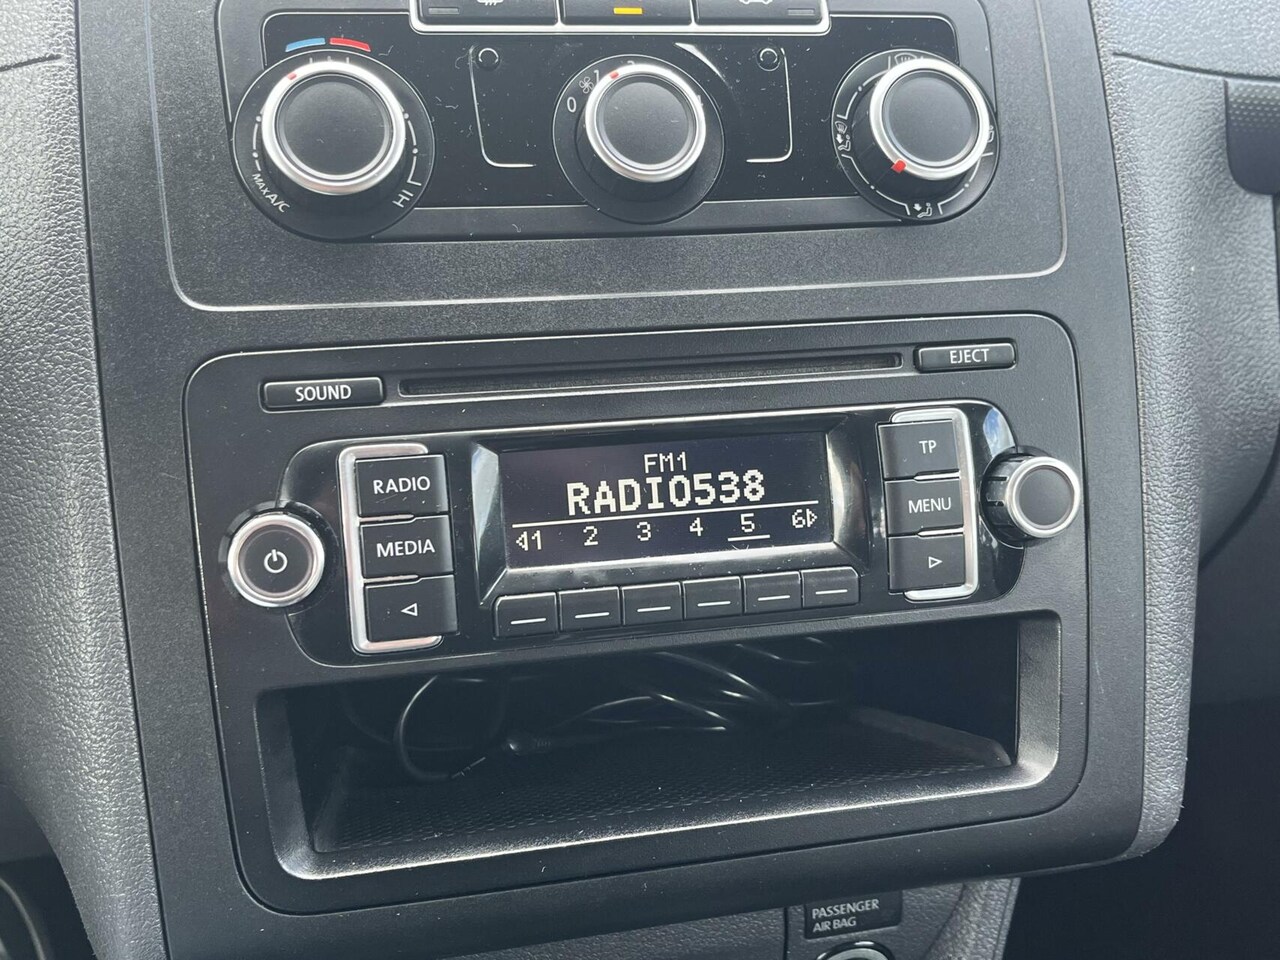 0 1
MAX A/C
HI
SOUND
EJECT
FM1
RADIO538
1 2 3 4 5 6
RADIO
MEDIA
TP
MENU
PASSENGER
AIR BAG